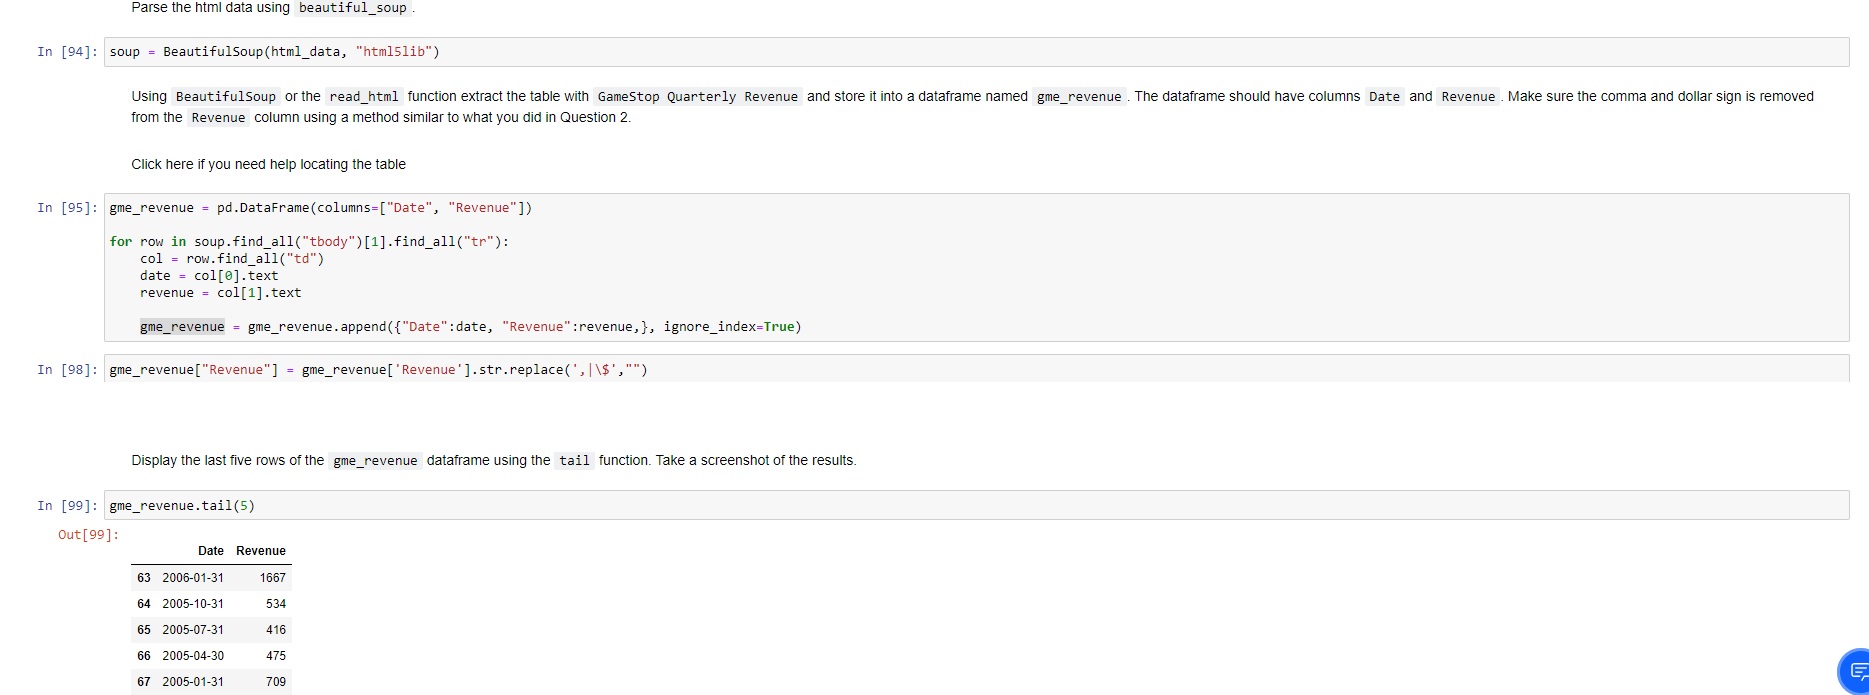 Parse the html data using beautiful_soup .
In [94]: soup = BeautifulSoup(html_data, "html5lib")
Using BeautifulSoup or the read_html function extract the table with GameStop Quarterly Revenue and store it into a dataframe named gme_revenue . The dataframe should have columns Date and Revenue . Make sure the comma and dollar sign is removed
from the Revenue column using a method similar to what you did in Question 2.
Click here if you need help locating the table
In [95]: gme_revenue = pd.DataFrame(columns=["Date", "Revenue"])
for row in soup.find_all("tbody")[1].find_all("tr"):
    col = row.find_all("td")
    date = col[0].text
    revenue = col[1].text
    gme_revenue = gme_revenue.append({"Date":date, "Revenue":revenue,}, ignore_index=True)
In [98]: gme_revenue["Revenue"] = gme_revenue['Revenue'].str.replace(',|\$',"")
Display the last five rows of the gme_revenue dataframe using the tail function. Take a screenshot of the results.
In [99]: gme_revenue.tail(5)
Out[99]:
Date Revenue
63 2006-01-31 1667
64 2005-10-31 534
65 2005-07-31 416
66 2005-04-30 475
67 2005-01-31 709